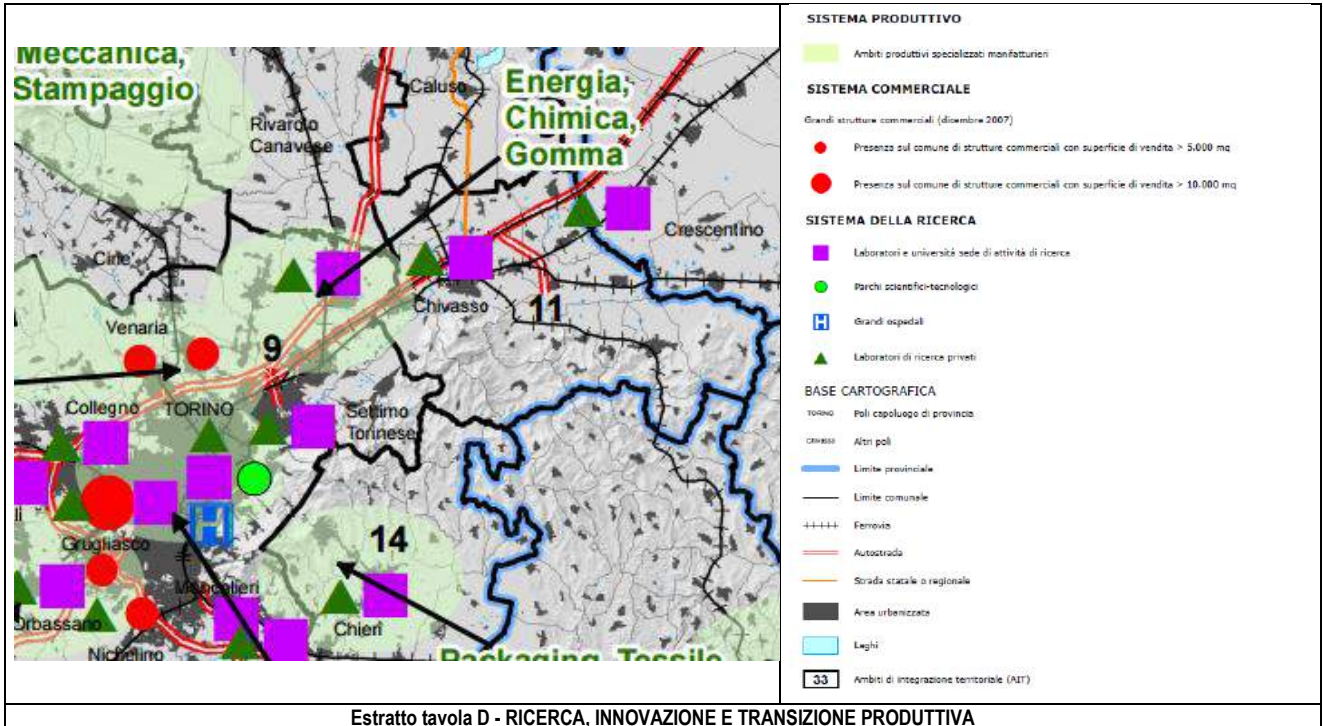 Meccanica,
Stampaggio
Caluso
Energia,
Chimica,
Gomma
Rivarolo
Canavese
Crescentino
Ciriè
Chivasso
11
Venaria
9
Collegno
TORINO
Settimo
Torinese
H
Grugliasco
14
Moncalieri
Orbassano
Chieri
Nichelino
Packaging, Tessile
SISTEMA PRODUTTIVO
Ambiti produttivi specializzati manifatturieri
SISTEMA COMMERCIALE
Grandi strutture commerciali (dicembre 2007)
Presenza sul comune di strutture commerciali con superficie di vendita > 5.000 mq
Presenza sul comune di strutture commerciali con superficie di vendita > 10.000 mq
SISTEMA DELLA RICERCA
Laboratori e università sede di attività di ricerca
Parchi scientifici-tecnologici
H Grandi ospedali
Laboratori di ricerca privati
BASE CARTOGRAFICA
TORINO Poli capoluogo di provincia
CHIVASSO Altri poli
Limite provinciale
Limite comunale
Ferrovia
Autostrada
Strada statale o regionale
Area urbanizzata
Laghi
33 Ambiti di integrazione territoriale (AIT)
Estratto tavola D - RICERCA, INNOVAZIONE E TRANSIZIONE PRODUTTIVA